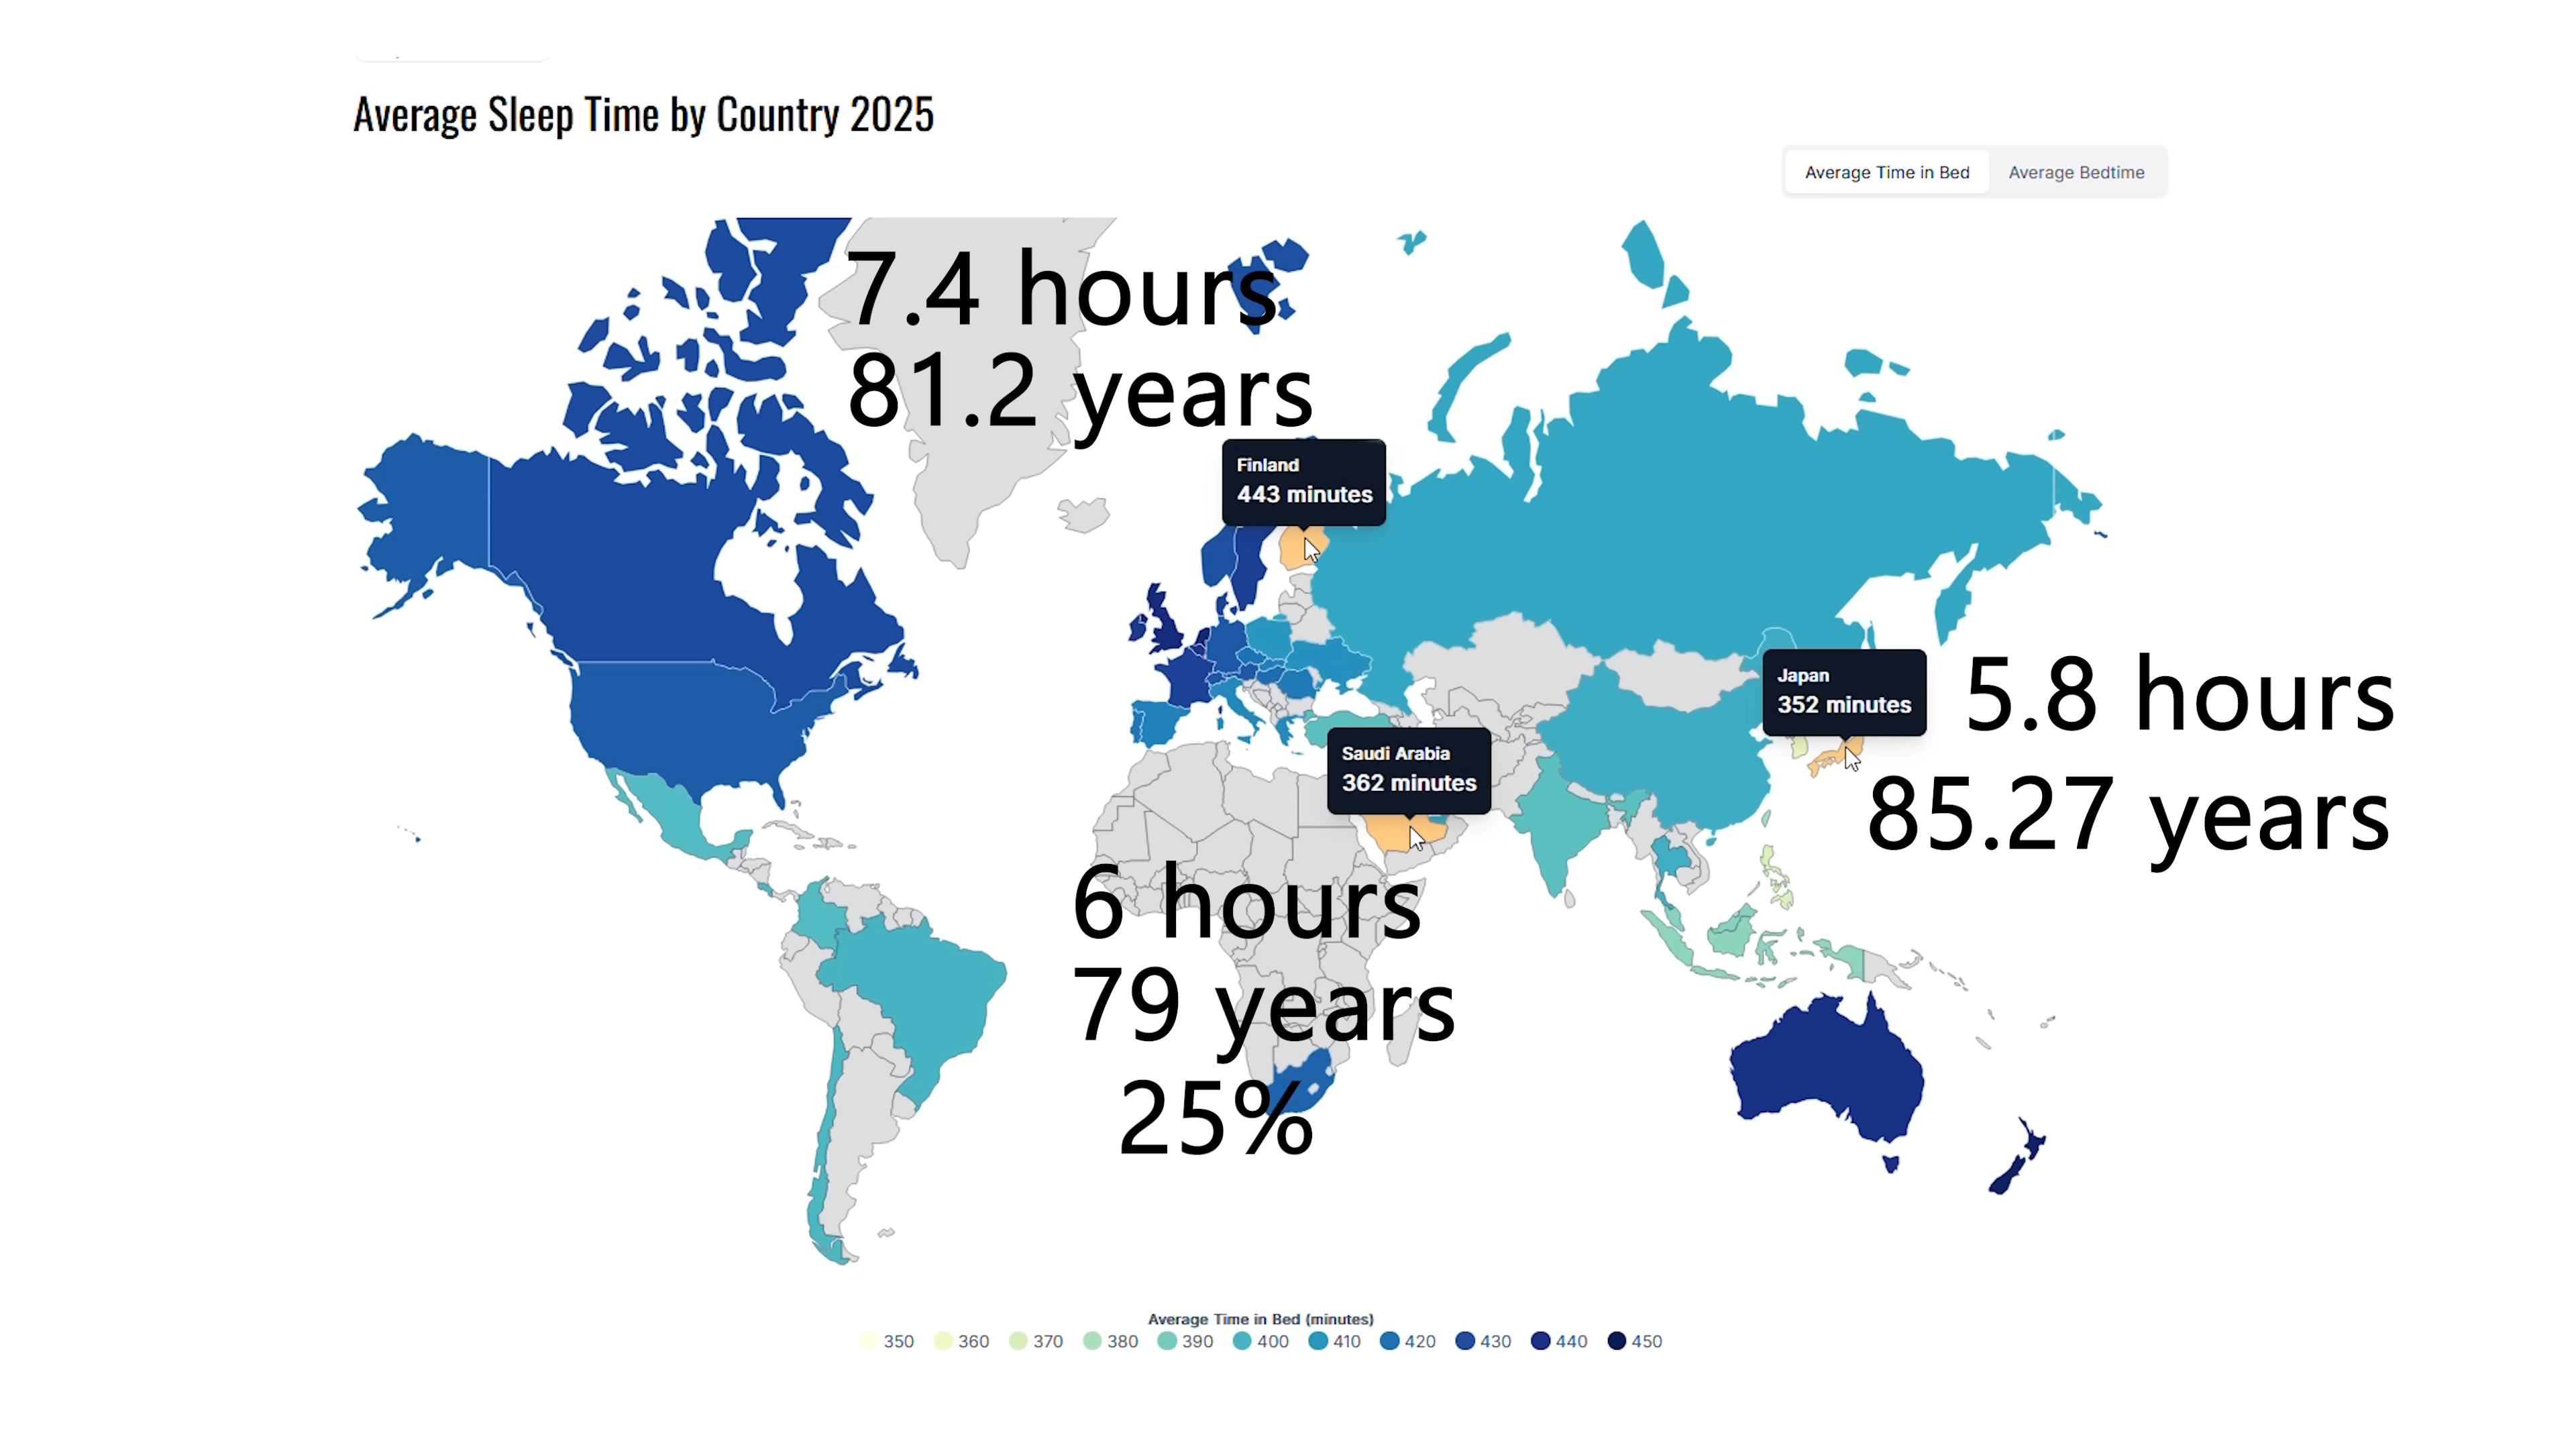 Average Sleep Time by Country 2025
Average Time in Bed
Average Bedtime
7.4 hours
81.2 years
Finland
443 minutes
Japan
352 minutes
5.8 hours
85.27 years
Saudi Arabia
362 minutes
6 hours
79 years
25%
Average Time in Bed (minutes)
350 360 370 380 390 400 410 420 430 440 450